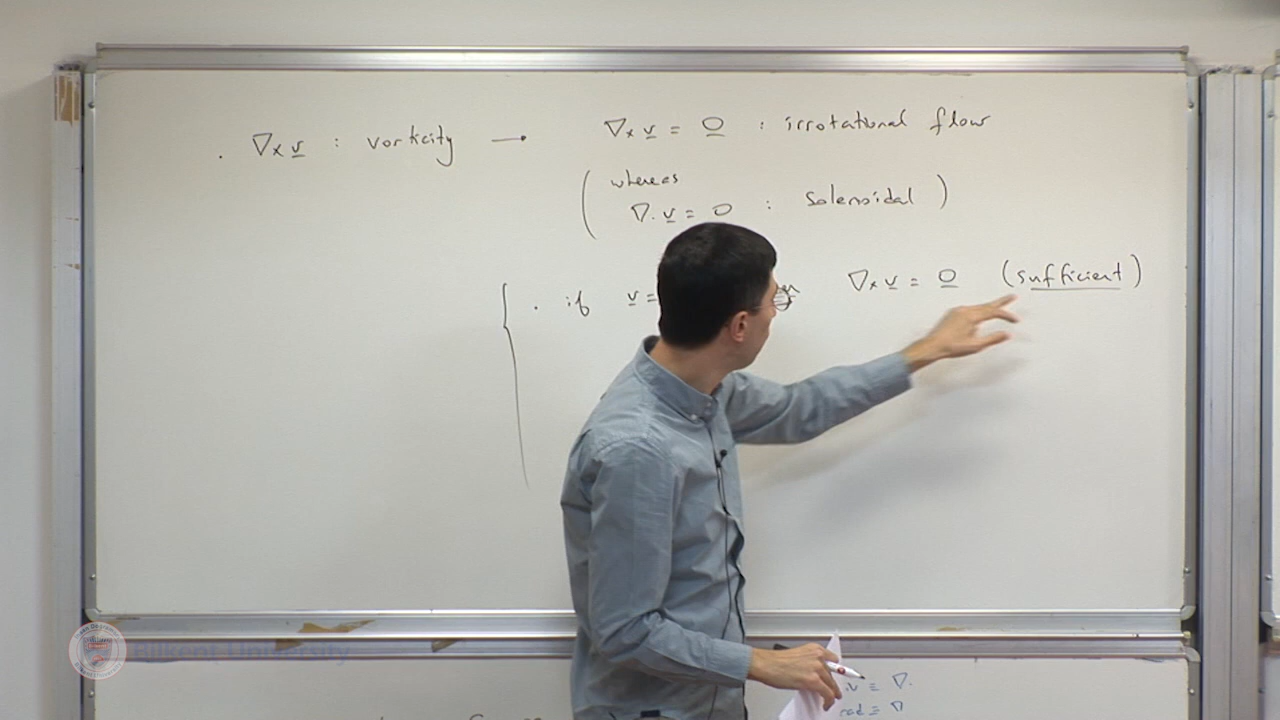 . ∇ₓ v̲ : vorticity → ∇ₓ v̲ = 0̲ : irrotational flow
( whereas
∇. v̲ = 0 : solenoidal )
. if v̲ = ∇ₓ v̲ = 0̲ (sufficient)
Bilkent University
.v ≡ ∇.
≡ ∇